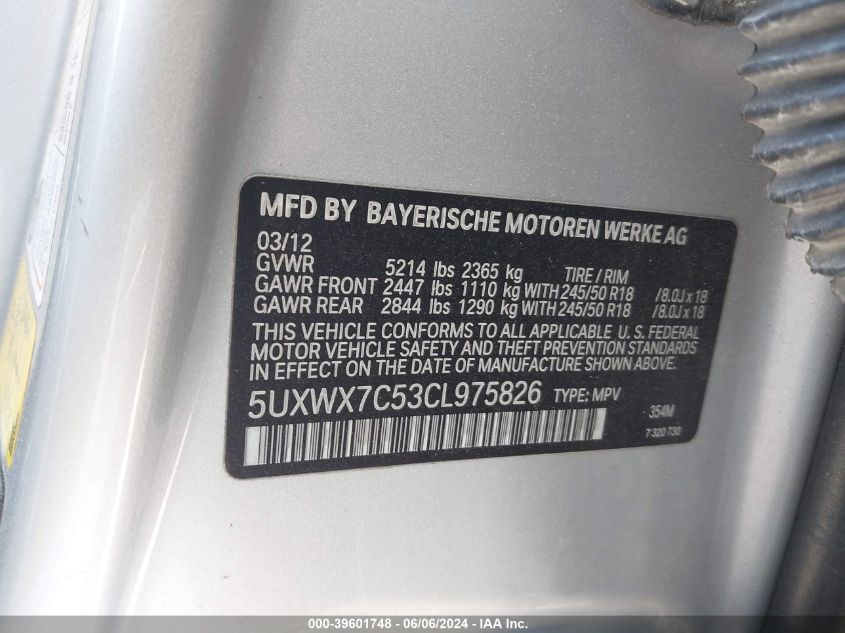 MFD BY BAYERISCHE MOTOREN WERKE AG
03/12
GVWR 5214 lbs 2365 kg TIRE / RIM
GAWR FRONT 2447 lbs 1110 kg WITH 245/50 R18 /8.0J x 18
GAWR REAR 2844 lbs 1290 kg WITH 245/50 R18 /8.0J x 18
THIS VEHICLE CONFORMS TO ALL APPLICABLE U. S. FEDERAL
MOTOR VEHICLE SAFETY AND THEFT PREVENTION STANDARDS
IN EFFECT ON THE DATE OF MANUFACTURE SHOWN ABOVE.
5UXWX7C53CL975826 TYPE: MPV
354M
7 320 730
000-39601748 - 06/06/2024 - IAA Inc.